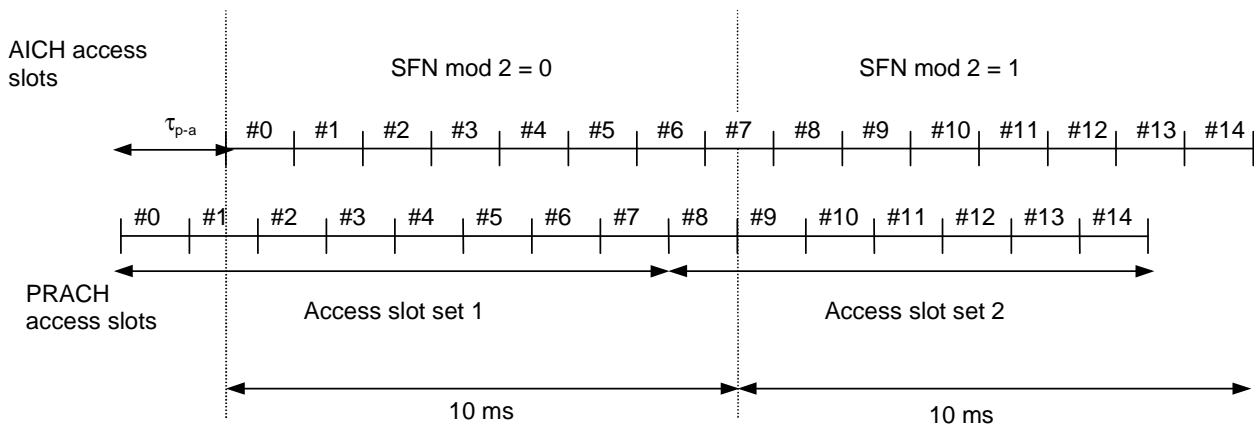 AICH access
slots
SFN mod 2 = 0
SFN mod 2 = 1
τp-a
#0 #1 #2 #3 #4 #5 #6 #7 #8 #9 #10 #11 #12 #13 #14
#0 #1 #2 #3 #4 #5 #6 #7 #8 #9 #10 #11 #12 #13 #14
PRACH
access slots
Access slot set 1
Access slot set 2
10 ms
10 ms